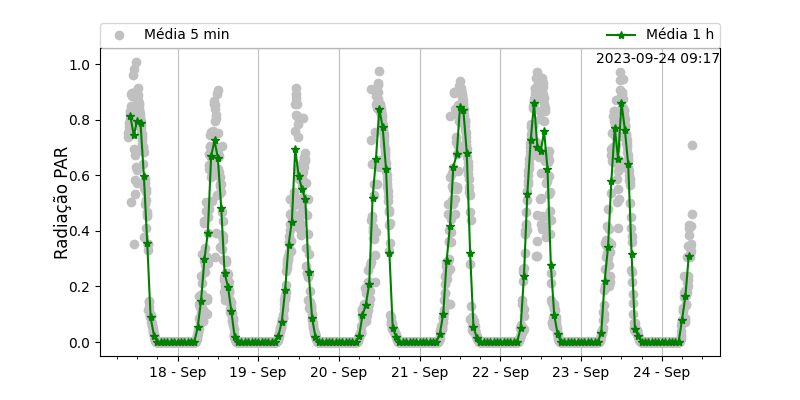 Média 5 min
Média 1 h
2023-09-24 09:17
Radiação PAR
1.0
0.8
0.6
0.4
0.2
0.0
18 - Sep
19 - Sep
20 - Sep
21 - Sep
22 - Sep
23 - Sep
24 - Sep